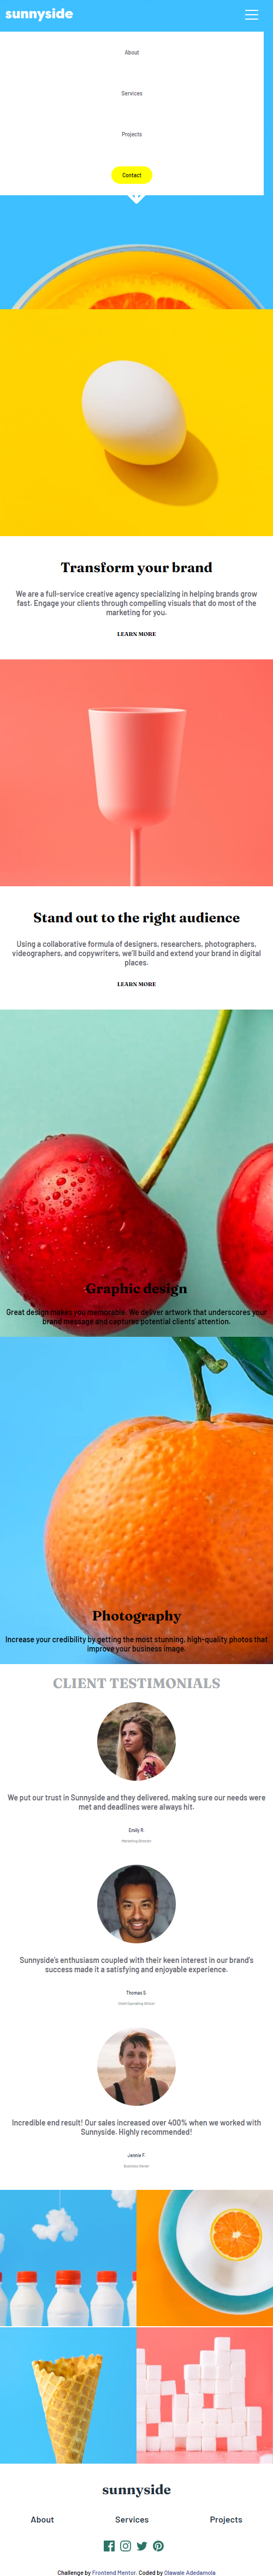 sunnyside
About
Services
Projects
Contact
Transform your brand
We are a full-service creative agency specializing in helping brands grow
fast. Engage your clients through compelling visuals that do most of the
marketing for you.
LEARN MORE
Stand out to the right audience
Using a collaborative formula of designers, researchers, photographers,
videographers, and copywriters, we'll build and extend your brand in digital
places.
LEARN MORE
Graphic design
Great design makes you memorable. We deliver artwork that underscores your
brand message and captures potential clients' attention.
Photography
Increase your credibility by getting the most stunning, high-quality photos that
improve your business image.
CLIENT TESTIMONIALS
We put our trust in Sunnyside and they delivered, making sure our needs were
met and deadlines were always hit.
Emily R.
Marketing Director
Sunnyside's enthusiasm coupled with their keen interest in our brand's
success made it a satisfying and enjoyable experience.
Thomas S.
Chief Operating Officer
Incredible end result! Our sales increased over 400% when we worked with
Sunnyside. Highly recommended!
Jennie F.
Business Owner
sunnyside
About Services Projects
Challenge by Frontend Mentor. Coded by Olawale Adedamola